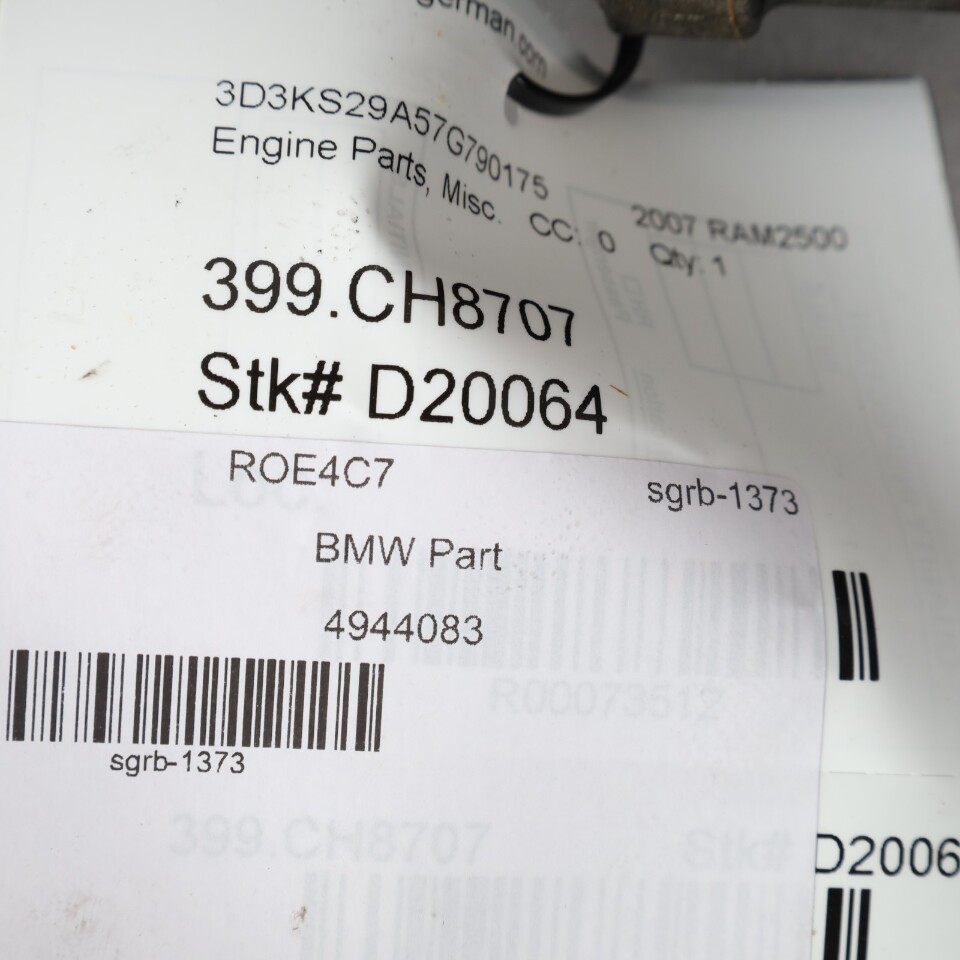 german.com
3D3KS29A57G790175
2007 RAM2500
Engine Parts, Misc. CC: 0 Qty: 1
399.CH8707
Stk# D20064
ROE4C7 sgrb-1373
BMW Part
4944083
sgrb-1373
R00073512
399.CH8707 Stk# D2006